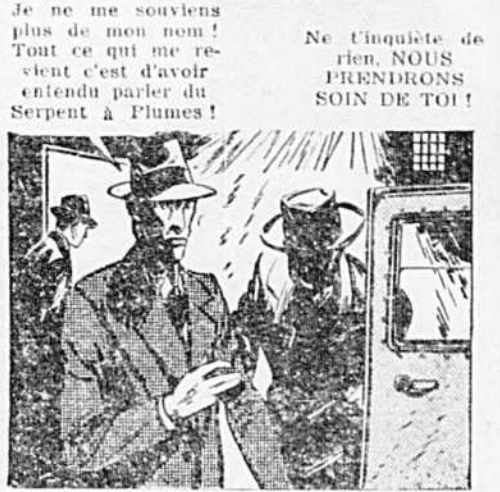 Je ne me souviens
plus de mon nom !
Tout ce qui me re-
vient c'est d'avoir
entendu parler du
Serpent à Plumes !
Ne t'inquiète de
rien, NOUS
PRENDRONS
SOIN DE TOI !